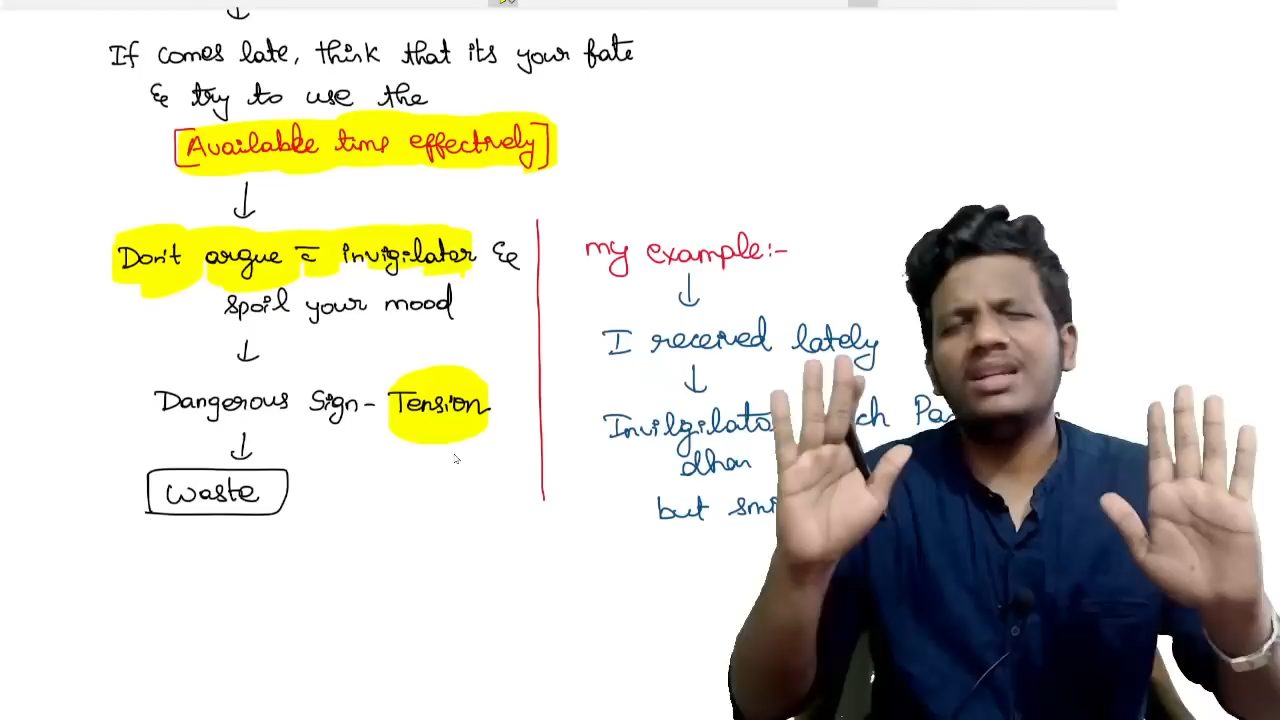 If comes late, think that its your fate
& try to use the
[Available time effectively]
Don't argue = invigilator &
spoil your mood
Dangerous Sign - Tension
waste
my example:-
I received lately
dhan
but